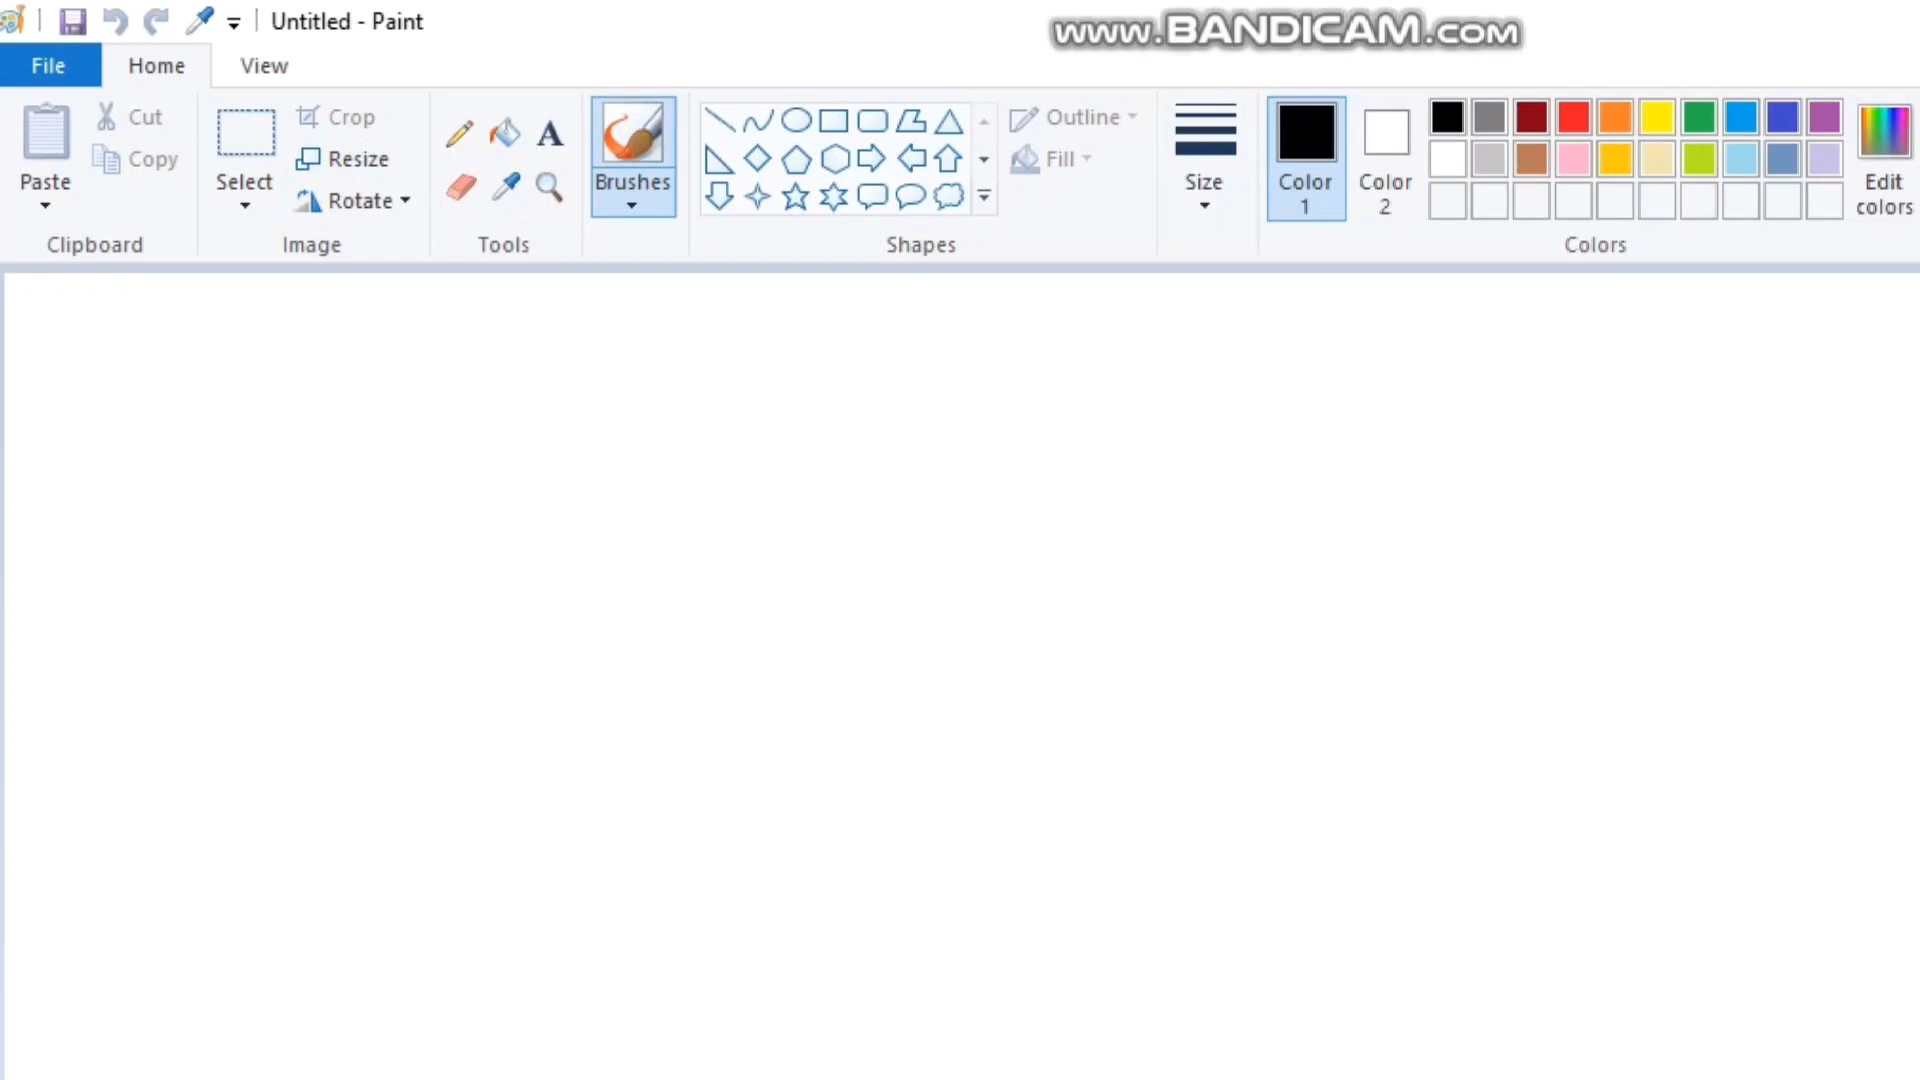 Untitled - Paint
www.BANDICAM.com
File Home View
Paste
Cut
Copy
Clipboard
Select
Crop
Resize
Rotate
Image
A
Tools
Brushes
Shapes
Outline
Fill
Size
Color 1
Color 2
Edit colors
Colors